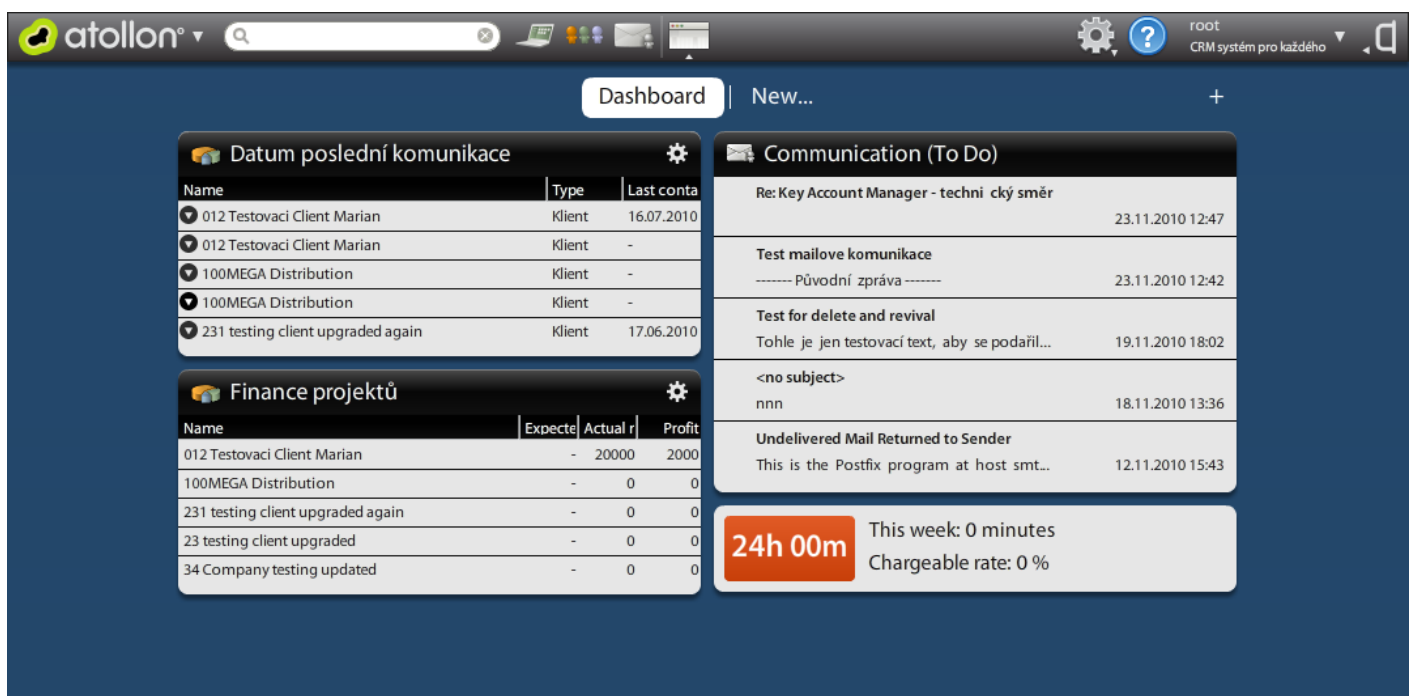 atollon°
root
CRM systém pro každého
Dashboard
New...
+
Datum poslední komunikace
Name Type Last conta
012 Testovaci Client Marian Klient 16.07.2010
012 Testovaci Client Marian Klient -
100MEGA Distribution Klient -
100MEGA Distribution Klient -
231 testing client upgraded again Klient 17.06.2010
Finance projektů
Name Expecte Actual r Profit
012 Testovaci Client Marian - 20000 2000
100MEGA Distribution - 0 0
231 testing client upgraded again - 0 0
23 testing client upgraded - 0 0
34 Company testing updated - 0 0
Communication (To Do)
Re: Key Account Manager - techni cký směr
23.11.2010 12:47
Test mailove komunikace
------- Původní zpráva ------- 23.11.2010 12:42
Test for delete and revival
Tohle je jen testovací text, aby se podařil... 19.11.2010 18:02
<no subject>
nnn 18.11.2010 13:36
Undelivered Mail Returned to Sender
This is the Postfix program at host smt... 12.11.2010 15:43
24h 00m
This week: 0 minutes
Chargeable rate: 0 %